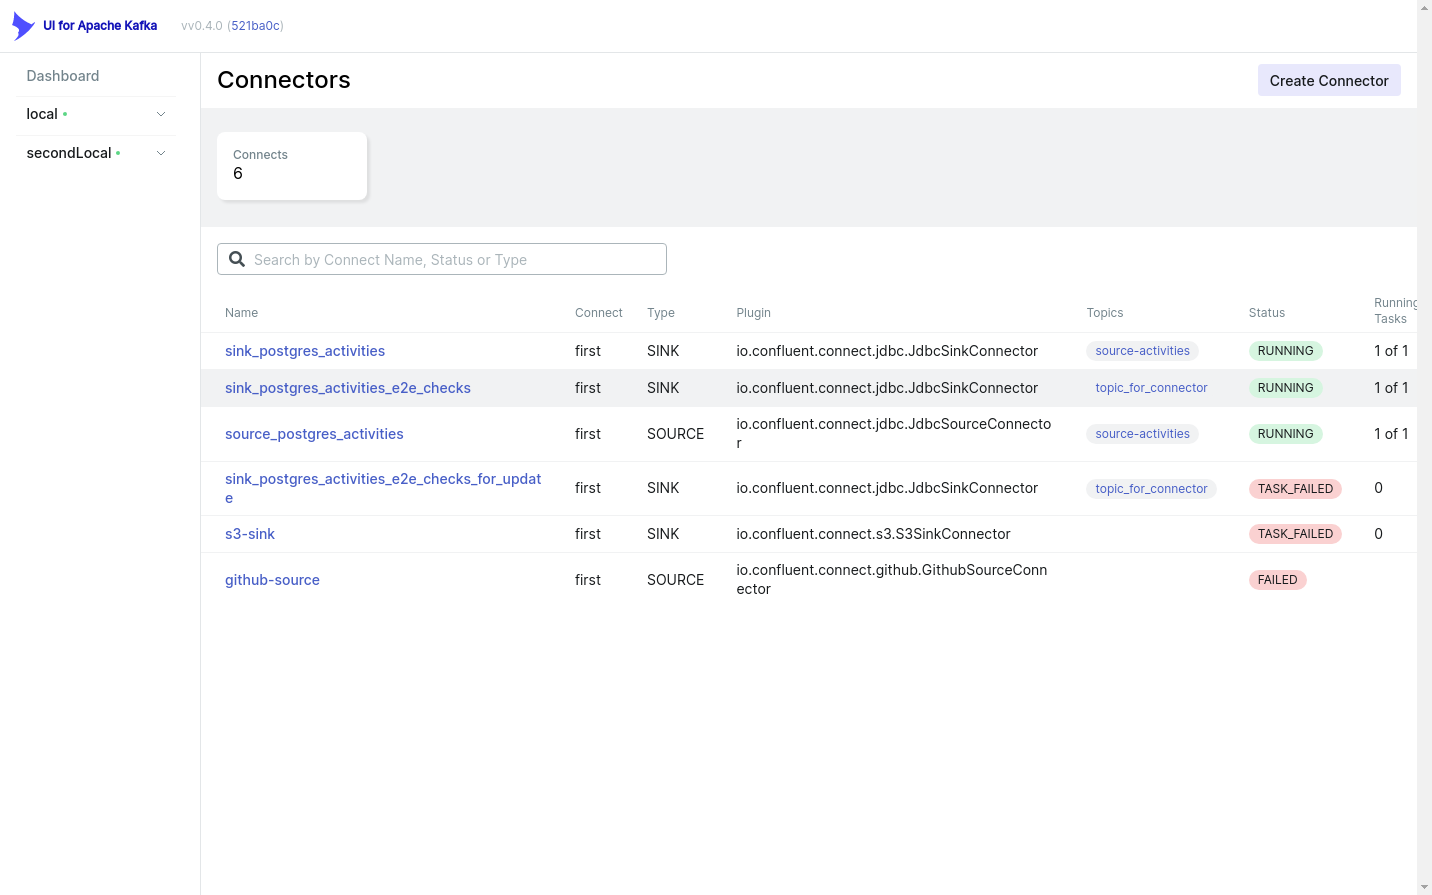 UI for Apache Kafka
vv0.4.0 (521ba0c)
Dashboard
local
secondLocal
Connectors
Create Connector
Connects
6
Search by Connect Name, Status or Type
Name Connect Type Plugin Topics Status Running
Tasks
sink_postgres_activities first SINK io.confluent.connect.jdbc.JdbcSinkConnector source-activities RUNNING 1 of 1
sink_postgres_activities_e2e_checks first SINK io.confluent.connect.jdbc.JdbcSinkConnector topic_for_connector RUNNING 1 of 1
source_postgres_activities first SOURCE io.confluent.connect.jdbc.JdbcSourceConnecto
r source-activities RUNNING 1 of 1
sink_postgres_activities_e2e_checks_for_updat
e first SINK io.confluent.connect.jdbc.JdbcSinkConnector topic_for_connector TASK_FAILED 0
s3-sink first SINK io.confluent.connect.s3.S3SinkConnector TASK_FAILED 0
github-source first SOURCE io.confluent.connect.github.GithubSourceConn
ector FAILED